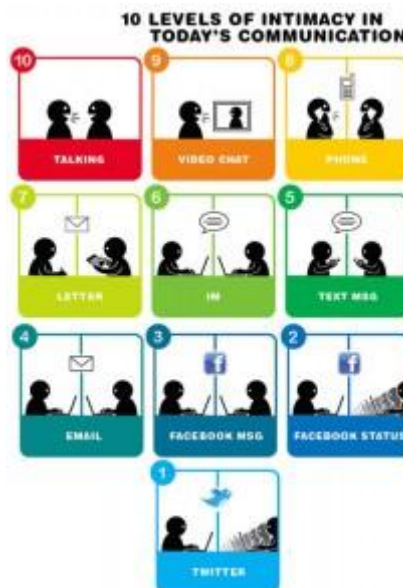 10 LEVELS OF INTIMACY IN
TODAY'S COMMUNICATION
10
TALKING
9
VIDEO CHAT
8
PHONE
7
LETTER
6
IM
5
TEXT MSG
4
EMAIL
3
f
FACEBOOK MSG
2
f
FACEBOOK STATUS
1
TWITTER